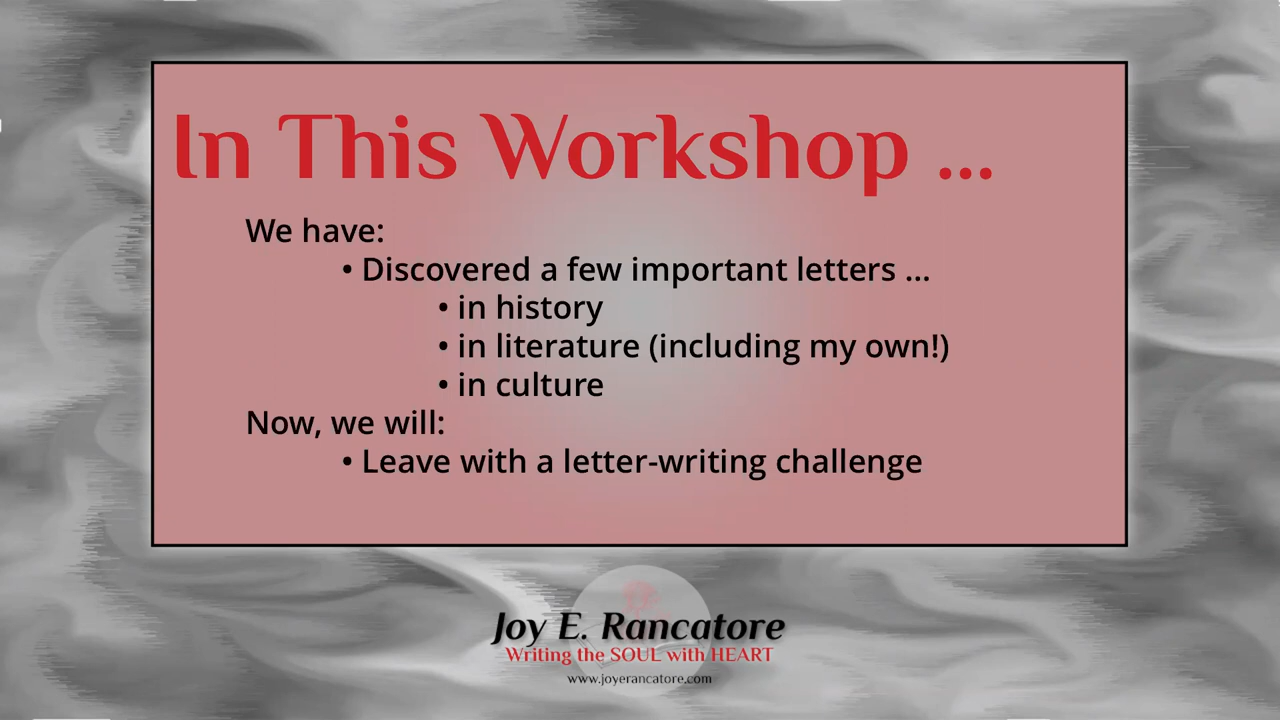 In This Workshop ...
We have:
• Discovered a few important letters ...
• in history
• in literature (including my own!)
• in culture
Now, we will:
• Leave with a letter-writing challenge
Joy E. Rancatore
Writing the SOUL with HEART
www.joyerancatore.com